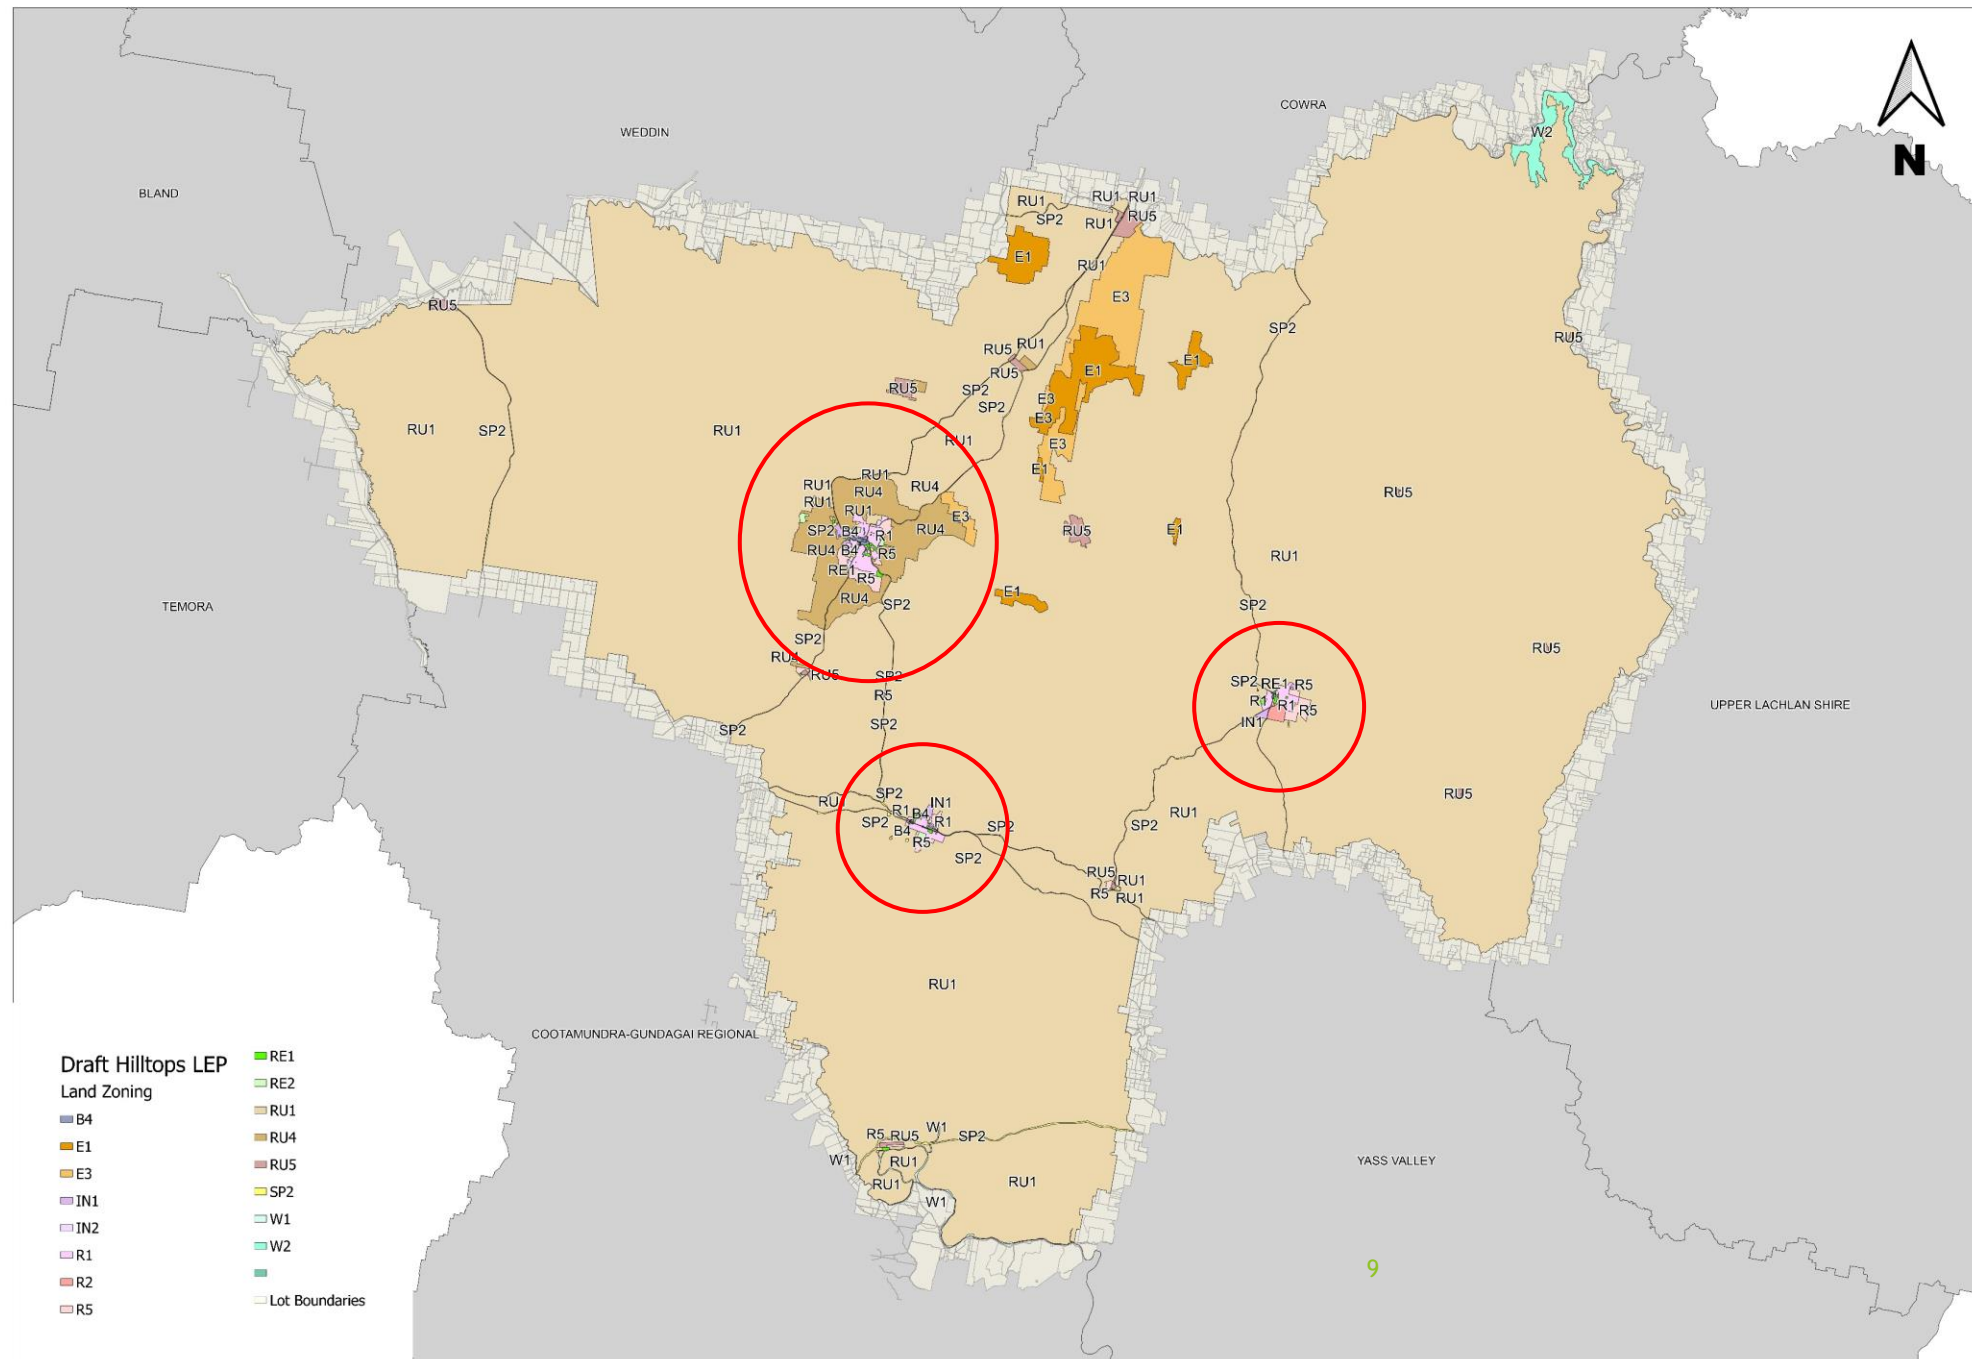 COWRA
WEDDIN
N
W2
BLAND
RU1
RU1
RU1
SP2
RU1
RU5
E1
RU1
E3
RU5
SP2
RU5
RU5
RU1
E1
RU5
E1
RU5
SP2
SP2
E3
E3
RU1
SP2
RU1
RU1
E3
E1
RU1
RU1
RU4
RU4
RU5
RU1
RU1
E3
SP2
B4
R1
RU4
RU5
E1
RU4
B4
R5
RU1
RE1
R5
E1
RU4
SP2
SP2
TEMORA
SP2
RU5
RU4
RU5
SP2
R5
SP2
RE1
R5
R1
R1
R5
IN1
UPPER LACHLAN SHIRE
SP2
SP2
SP2
RU1
IN1
R1
B4
R1
SP2
B4
SP2
R5
SP2
RU1
SP2
RU5
RU5
RU1
R5
RU1
RU1
COOTAMUNDRA-GUNDAGAI REGIONAL
R5
RU5
W1
SP2
W1
RU1
RU1
W1
RU1
YASS VALLEY
9
Draft Hilltops LEP
Land Zoning
B4
E1
E3
IN1
IN2
R1
R2
R5
RE1
RE2
RU1
RU4
RU5
SP2
W1
W2
Lot Boundaries